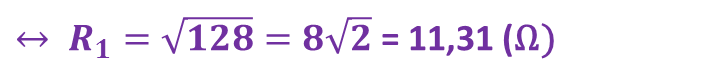 ↔ R₁ = √128 = 8√2 = 11,31 (Ω)